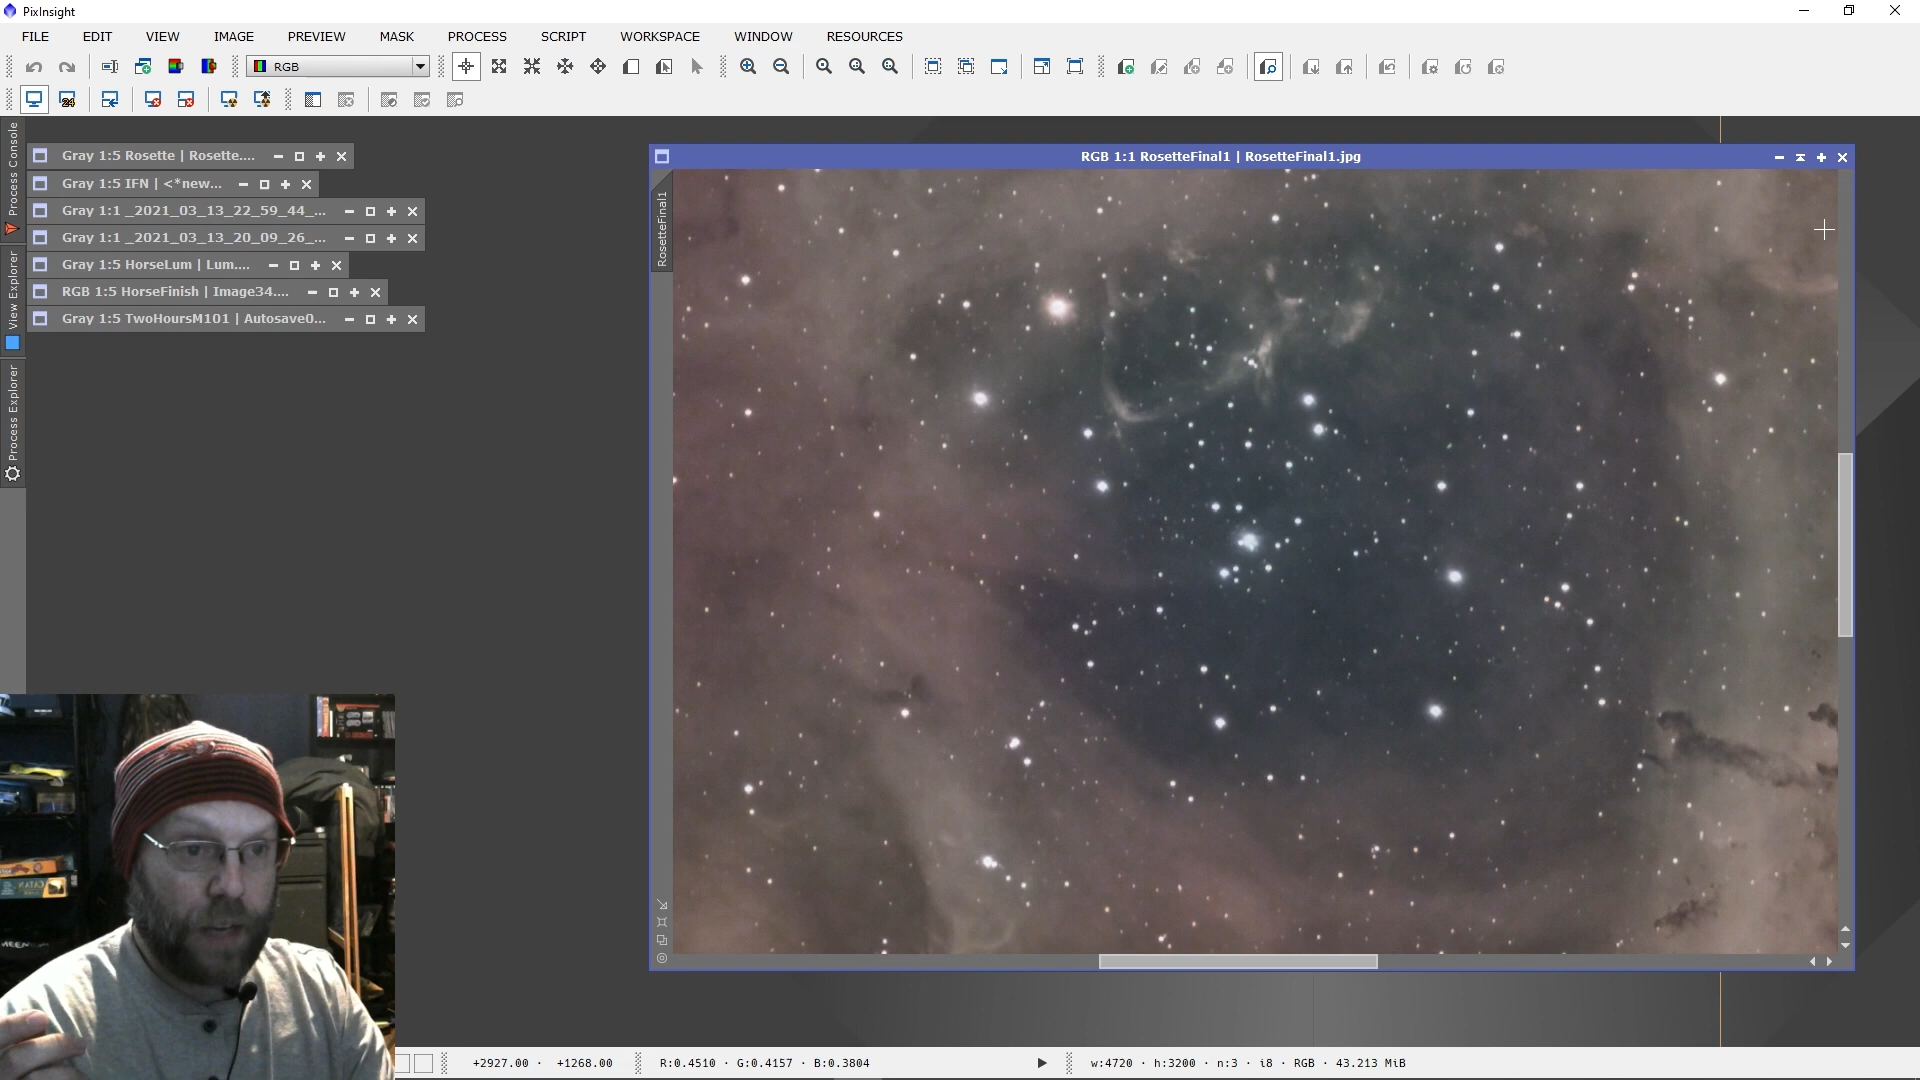 PixInsight
FILE EDIT VIEW IMAGE PREVIEW MASK PROCESS SCRIPT WORKSPACE WINDOW RESOURCES
RGB
24
Process Console
View Explorer
Process Explorer
Gray 1:5 Rosette | Rosette....
Gray 1:5 IFN | <*new...
Gray 1:1 _2021_03_13_22_59_44_...
Gray 1:1 _2021_03_13_20_09_26_...
Gray 1:5 HorseLum | Lum....
RGB 1:5 HorseFinish | Image34....
Gray 1:5 TwoHoursM101 | Autosave0...
RGB 1:1 RosetteFinal1 | RosetteFinal1.jpg
RosetteFinal1
+2927.00 · +1268.00 R:0.4510 · G:0.4157 · B:0.3804 w:4720 · h:3200 · n:3 · i8 · RGB · 43.213 MiB